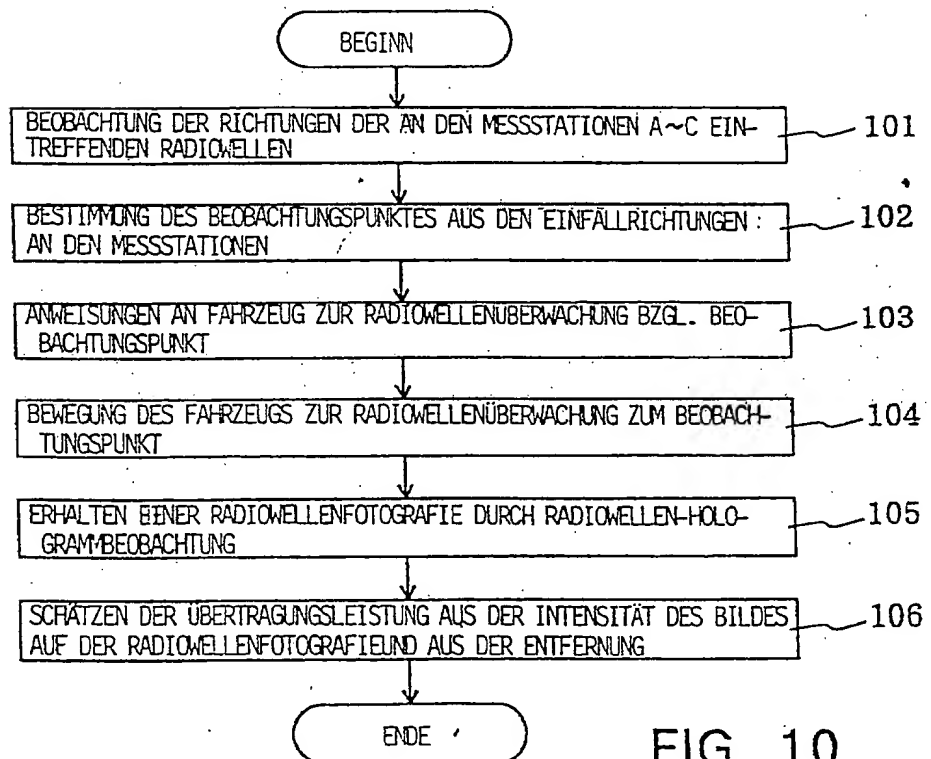 BEGINN
BEOBACHTUNG DER RICHTUNGEN DER AN DEN MESSSTATIONEN A~C EIN-
TREFFENDEN RADIOWELLEN
101
BESTIMMUNG DES BEOBACHTUNGSPUNKTES AUS DEN EINFALLRICHTUNGEN
AN DEN MESSSTATIONEN
102
ANWEISUNGEN AN FAHRZEUG ZUR RADIOWELLENÜBERWACHUNG BZGL. BEO-
BACHTUNGSPUNKT
103
BEWEGUNG DES FAHRZEUGS ZUR RADIOWELLENÜBERWACHUNG ZUM BEOBACH-
TUNGSPUNKT
104
ERHALTEN EINER RADIOWELLENFOTOGRAFIE DURCH RADIOWELLEN-HOLO-
GRAMMBEOBACHTUNG
105
SCHÄTZEN DER ÜBERTRAGUNGSLEISTUNG AUS DER INTENSITÄT DES BILDES
AUF DER RADIOWELLENFOTOGRAFIEUND AUS DER ENTFERNUNG
106
ENDE
FIG. 10